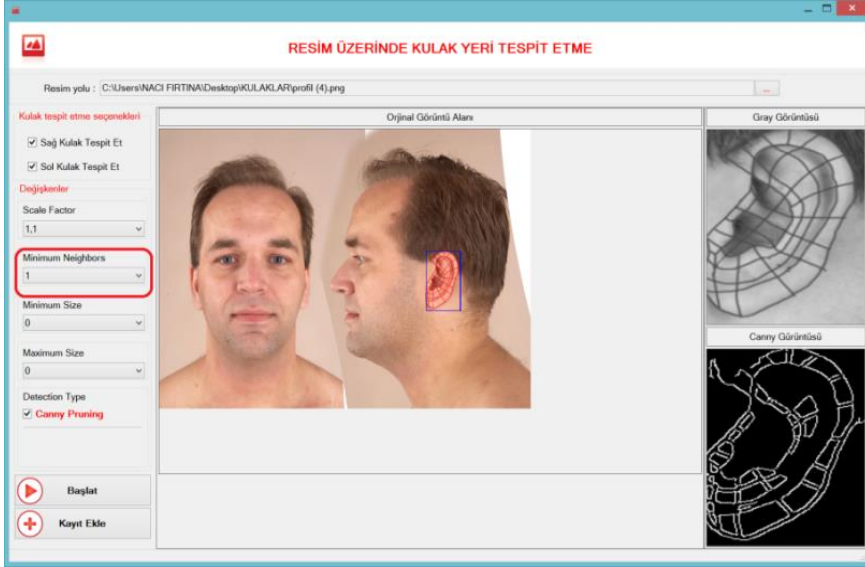 RESİM ÜZERİNDE KULAK YERİ TESPİT ETME
Resim yolu : C:\Users\NACI FIRTINA\Desktop\KULAKLAR\profil (4).png ...
Kulak tespit etme seçenekleri
Sağ Kulak Tespit Et
Sol Kulak Tespit Et
Değişkenler
Scale Factor
1,1
Minimum Neighbors
1
Minimum Size
0
Maximum Size
0
Detection Type
Canny Pruning
Başlat
Kayıt Ekle
Orjinal Görüntü Alanı
Gray Görüntüsü
Canny Görüntüsü